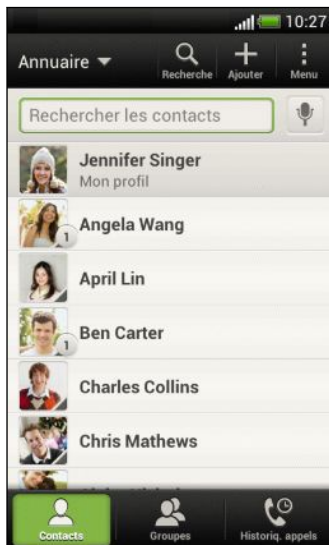 10:27
Annuaire
Recherche
Ajouter
Menu
Rechercher les contacts
Jennifer Singer
Mon profil
Angela Wang
1
April Lin
Ben Carter
1
Charles Collins
Chris Mathews
Contacts
Groupes
Historiq. appels